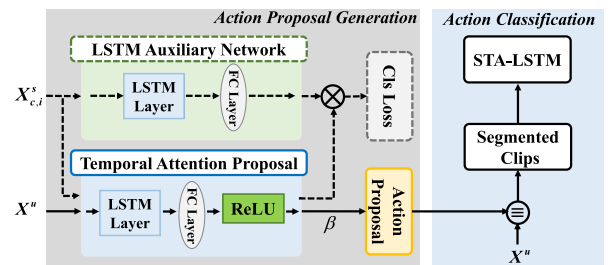 Action Proposal Generation
Action Classification
LSTM Auxiliary Network
STA-LSTM
X^s_{c,i}
LSTM
Layer
FC Layer
⊗
Cls Loss
Segmented
Clips
Temporal Attention Proposal
X^u
LSTM
Layer
FC Layer
ReLU
β
Action
Proposal
≡
X^u